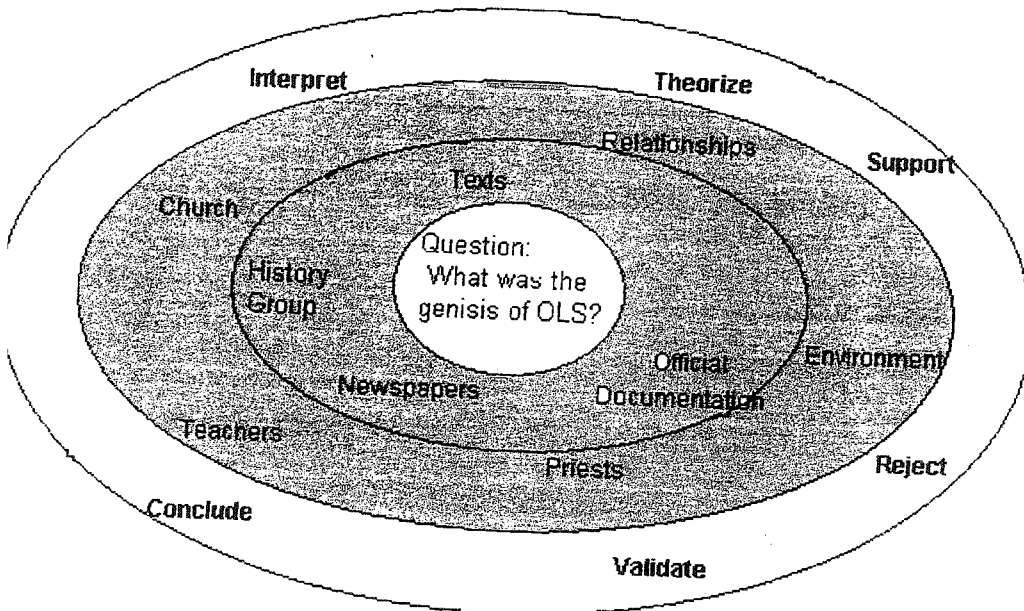 Interpret
Theorize
Relationships
Support
Texts
Church
Question:
What was the
genisis of OLS?
History
Group
Official
Environment
Newspapers
Documentation
Teachers
Priests
Reject
Conclude
Validate